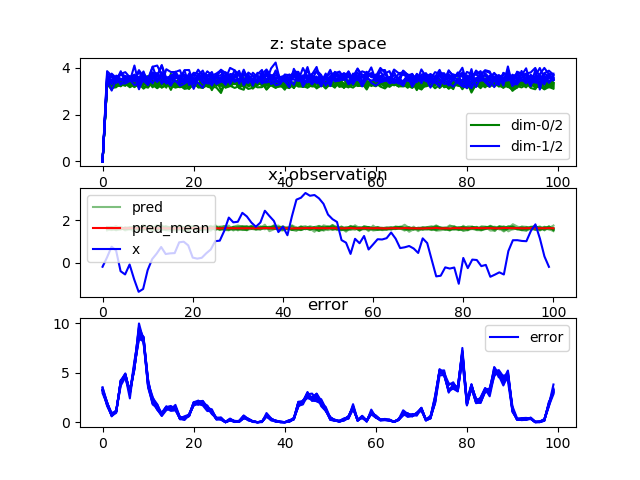 z: state space
4
2
0
dim-0/2
dim-1/2
0 20 40 60 80 100
x: observation
2
0
pred
pred_mean
x
0 20 40 60 80 100
error
10
5
0
error
0 20 40 60 80 100